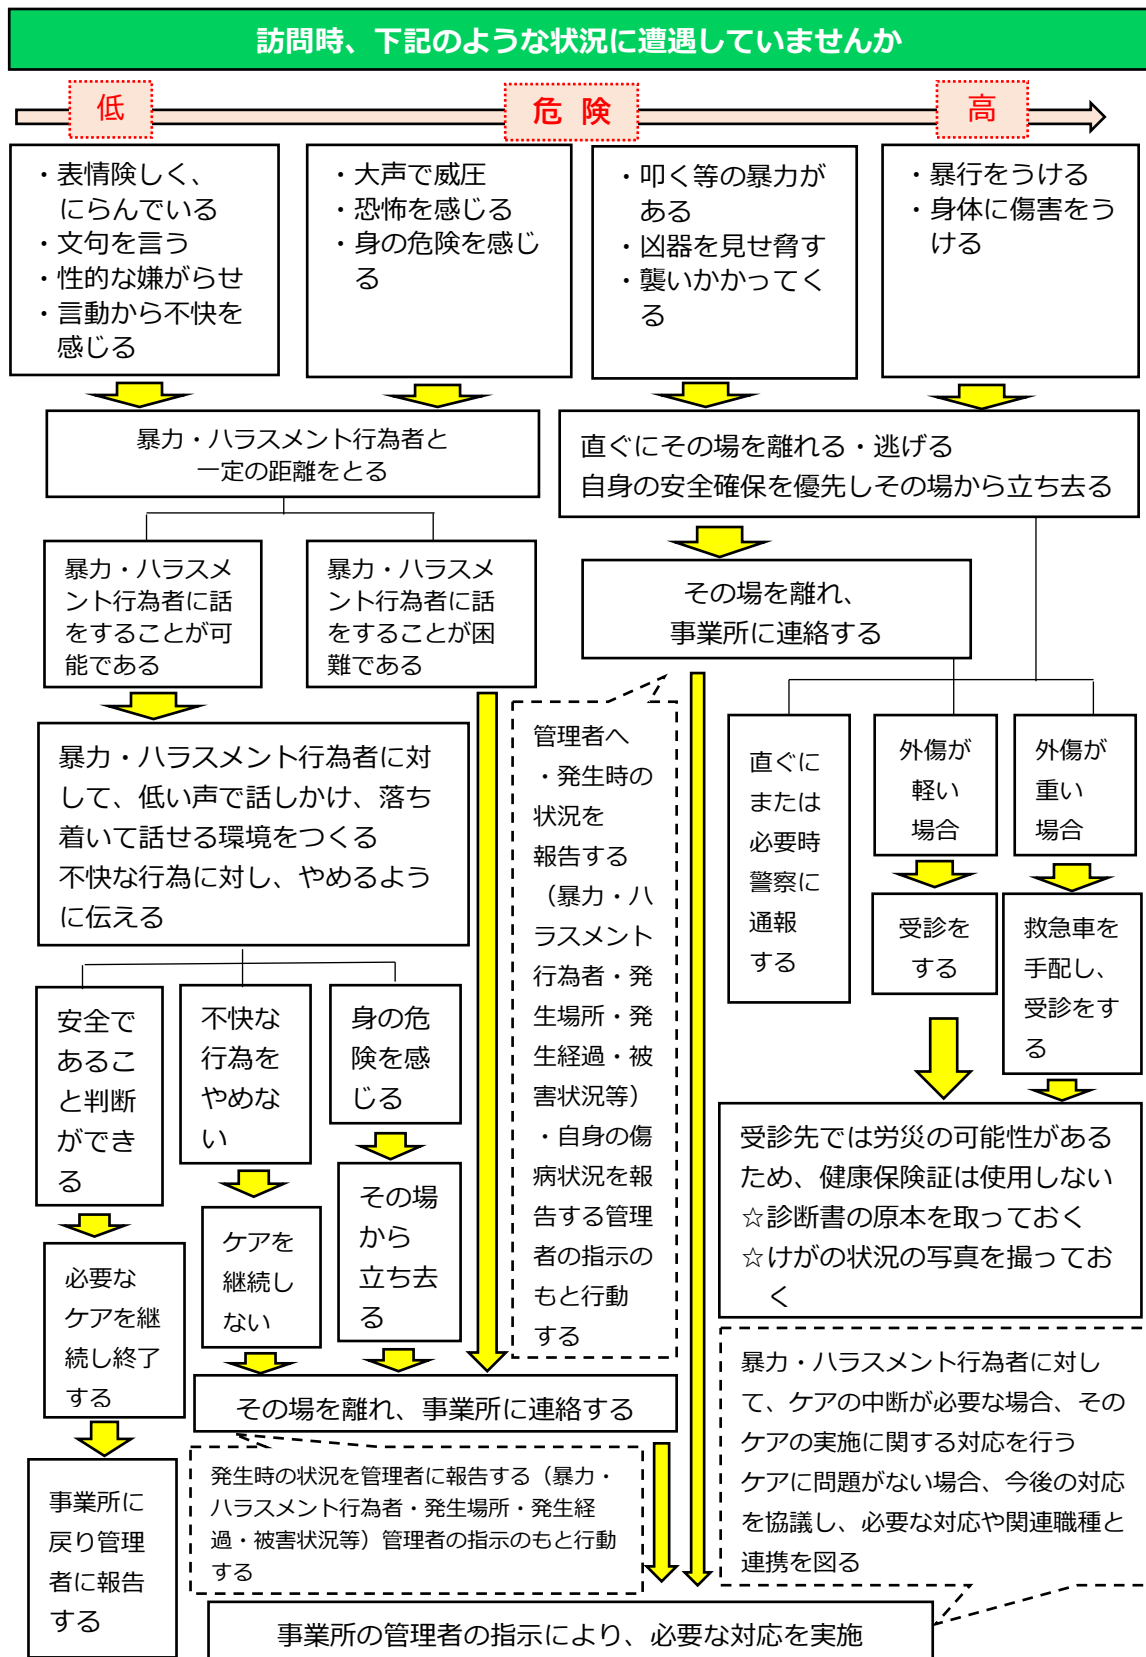 訪問時、下記のような状況に遭遇していませんか
低
危 険
高
・表情険しく、
にらんでいる
・文句を言う
・性的な嫌がらせ
・言動から不快を
感じる
・大声で威圧
・恐怖を感じる
・身の危険を感じ
る
・叩く等の暴力が
ある
・凶器を見せ脅す
・襲いかかってく
る
・暴行をうける
・身体に傷害をう
ける
暴力・ハラスメント行為者と
一定の距離をとる
直ぐにその場を離れる・逃げる
自身の安全確保を優先しその場から立ち去る
暴力・ハラスメ
ント行為者に話
をすることが可
能である
暴力・ハラスメ
ント行為者に話
をすることが困
難である
その場を離れ、
事業所に連絡する
暴力・ハラスメント行為者に対
して、低い声で話しかけ、落ち
着いて話せる環境をつくる
不快な行為に対し、やめるよう
に伝える
管理者へ
・発生時の
状況を
報告する
（暴力・ハ
ラスメント
行為者・発
生場所・発
生経過・被
害状況等）
・自身の傷
病状況を報
告する管理
者の指示の
もと行動
する
直ぐに
または
必要時
警察に
通報
する
外傷が
軽い
場合
外傷が
重い
場合
受診を
する
救急車を
手配し、
受診をす
る
安全で
あるこ
と判断
ができ
る
不快な
行為を
やめな
い
身の危
険を感
じる
受診先では労災の可能性がある
ため、健康保険証は使用しない
☆診断書の原本を取っておく
☆けがの状況の写真を撮ってお
く
必要な
ケアを継
続し終了
する
ケアを
継続し
ない
その場
から
立ち去
る
その場を離れ、事業所に連絡する
暴力・ハラスメント行為者に対し
て、ケアの中断が必要な場合、その
ケアの実施に関する対応を行う
ケアに問題がない場合、今後の対応
を協議し、必要な対応や関連職種と
連携を図る
事業所に
戻り管理
者に報告
する
発生時の状況を管理者に報告する（暴力・
ハラスメント行為者・発生場所・発生経
過・被害状況等）管理者の指示のもと行動
する
事業所の管理者の指示により、必要な対応を実施